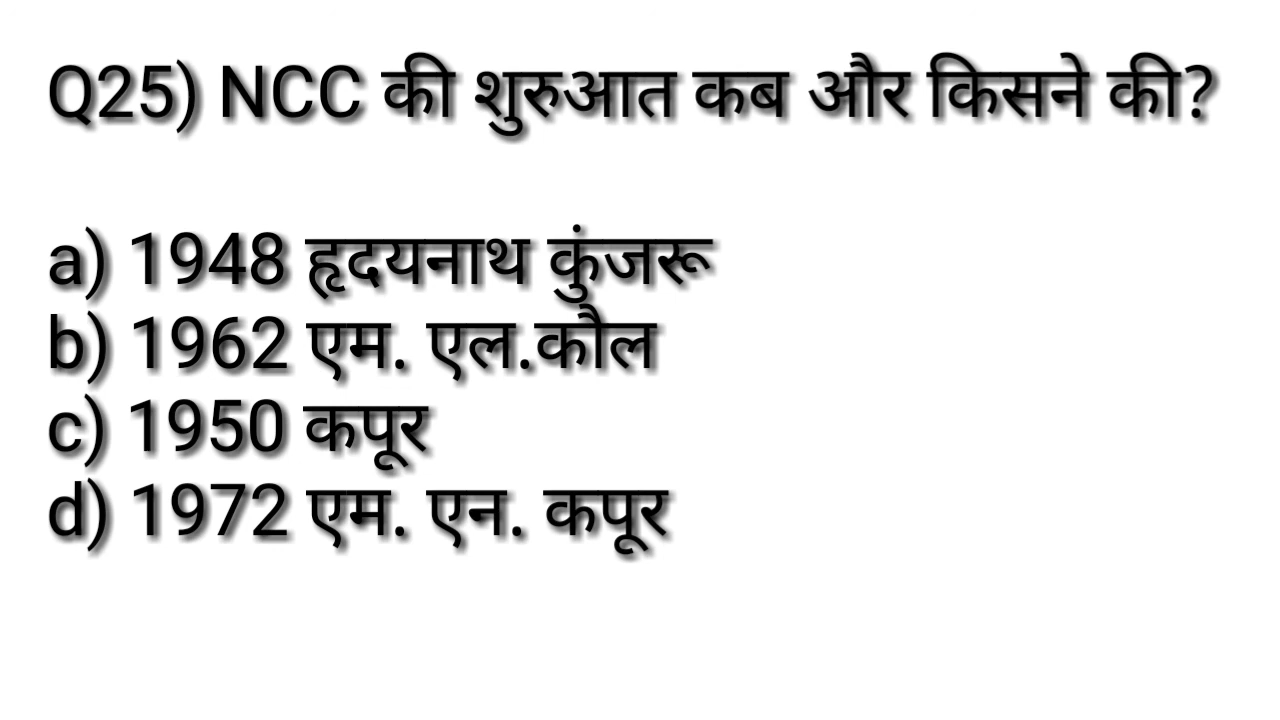 Q25) NCC की शुरुआत कब और किसने की?
a) 1948 हृदयनाथ कुंजरू
b) 1962 एम. एल.कौल
c) 1950 कपूर
d) 1972 एम. एन. कपूर